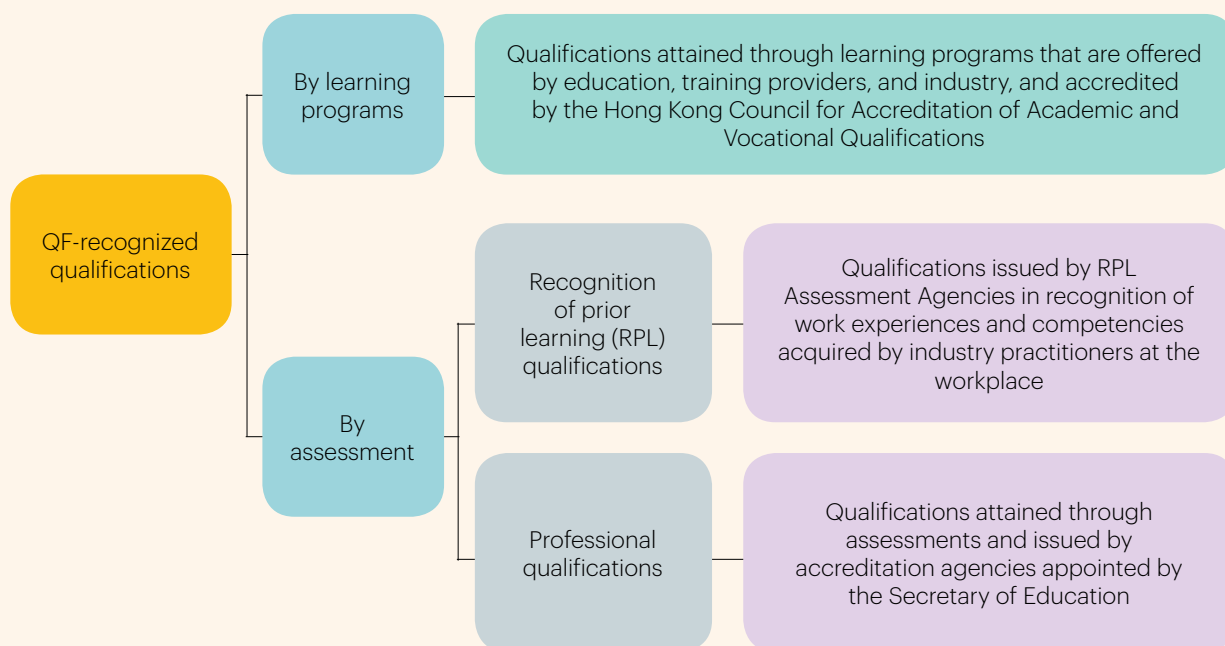 By learning
programs
Qualifications attained through learning programs that are offered
by education, training providers, and industry, and accredited
by the Hong Kong Council for Accreditation of Academic and
Vocational Qualifications
QF-recognized
qualifications
By
assessment
Recognition
of prior
learning (RPL)
qualifications
Qualifications issued by RPL
Assessment Agencies in recognition of
work experiences and competencies
acquired by industry practitioners at the
workplace
Professional
qualifications
Qualifications attained through
assessments and issued by
accreditation agencies appointed by
the Secretary of Education